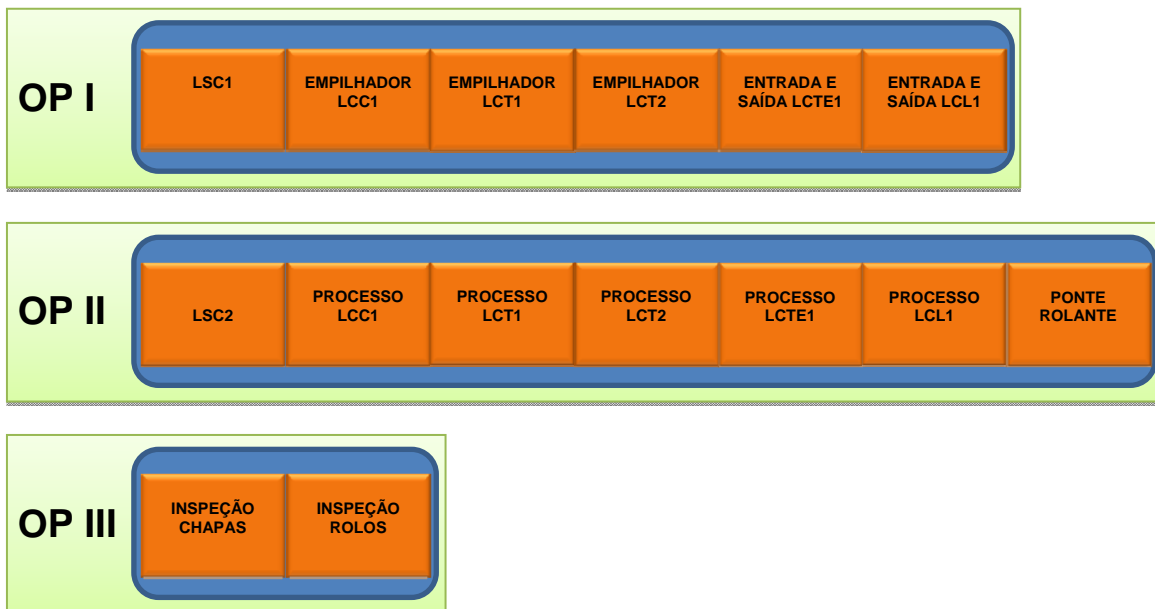 OP I
LSC1
EMPILHADOR
LCC1
EMPILHADOR
LCT1
EMPILHADOR
LCT2
ENTRADA E
SAÍDA LCTE1
ENTRADA E
SAÍDA LCL1
OP II
LSC2
PROCESSO
LCC1
PROCESSO
LCT1
PROCESSO
LCT2
PROCESSO
LCTE1
PROCESSO
LCL1
PONTE
ROLANTE
OP III
INSPEÇÃO
CHAPAS
INSPEÇÃO
ROLOS